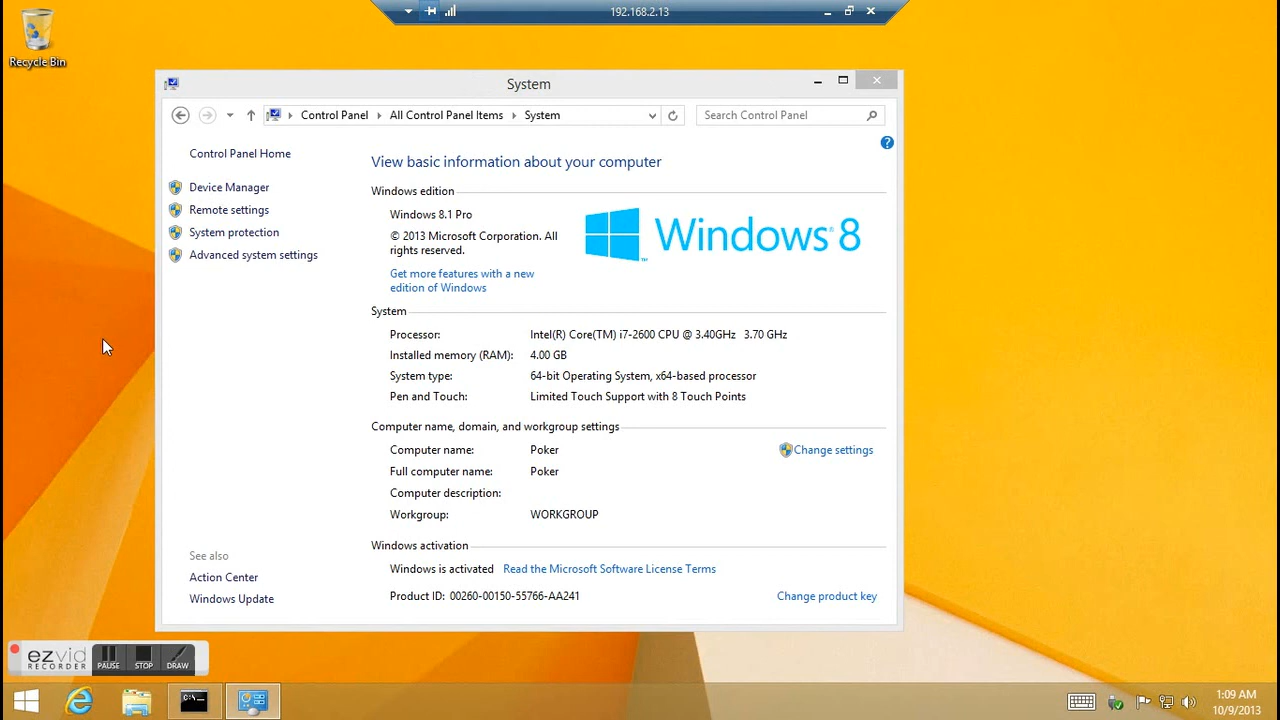 192.168.2.13
Recycle Bin
System
Control Panel
All Control Panel Items
System
Search Control Panel
Control Panel Home
Device Manager
Remote settings
System protection
Advanced system settings
View basic information about your computer
Windows edition
Windows 8.1 Pro
© 2013 Microsoft Corporation. All
rights reserved.
Get more features with a new
edition of Windows
Windows® 8
System
Processor: Intel(R) Core(TM) i7-2600 CPU @ 3.40GHz 3.70 GHz
Installed memory (RAM): 4.00 GB
System type: 64-bit Operating System, x64-based processor
Pen and Touch: Limited Touch Support with 8 Touch Points
Computer name, domain, and workgroup settings
Computer name: Poker
Change settings
Full computer name: Poker
Computer description:
Workgroup: WORKGROUP
Windows activation
Windows is activated Read the Microsoft Software License Terms
Product ID: 00260-00150-55766-AA241
Change product key
See also
Action Center
Windows Update
ezvid
RECORDER
PAUSE
STOP
DRAW
1:09 AM
10/9/2013